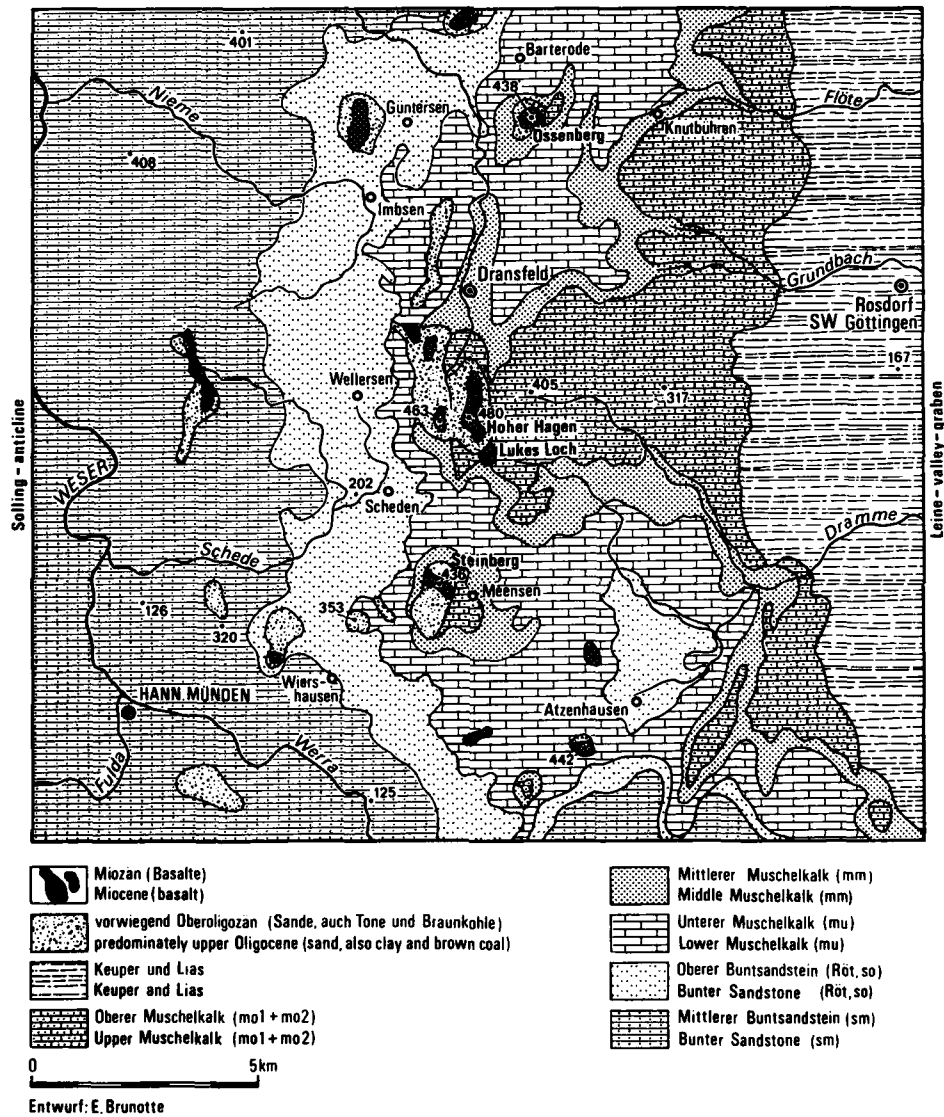 401
Barterode
Nieme
438
Güntersen
Ossenberg
Knutbühren
Flöte
408
Imbsen
Dransfeld
Grundbach
Rosdorf
SW Göttingen
167
Wellersen
405
317
463
480
Hoher Hagen
Lukes Loch
Solling - anticline
Leine - valley - graben
WESER
202
Scheden
Dramme
Schede
Steinberg
Meensen
126
320
353
HANN. MÜNDEN
Wiers-
hausen
Atzenhausen
Fulda
Werra
442
125
Miozän (Basalte)
Miocene (basalt)
vorwiegend Oberoligozän (Sande, auch Tone und Braunkohle)
predominately upper Oligocene (sand, also clay and brown coal)
Keuper und Lias
Keuper and Lias
Oberer Muschelkalk (mo1 + mo2)
Upper Muschelkalk (mo1 + mo2)
Mittlerer Muschelkalk (mm)
Middle Muschelkalk (mm)
Unterer Muschelkalk (mu)
Lower Muschelkalk (mu)
Oberer Buntsandstein (Röt, so)
Bunter Sandstone (Röt, so)
Mittlerer Buntsandstein (sm)
Bunter Sandstone (sm)
0 5km
Entwurf: E. Brunotte